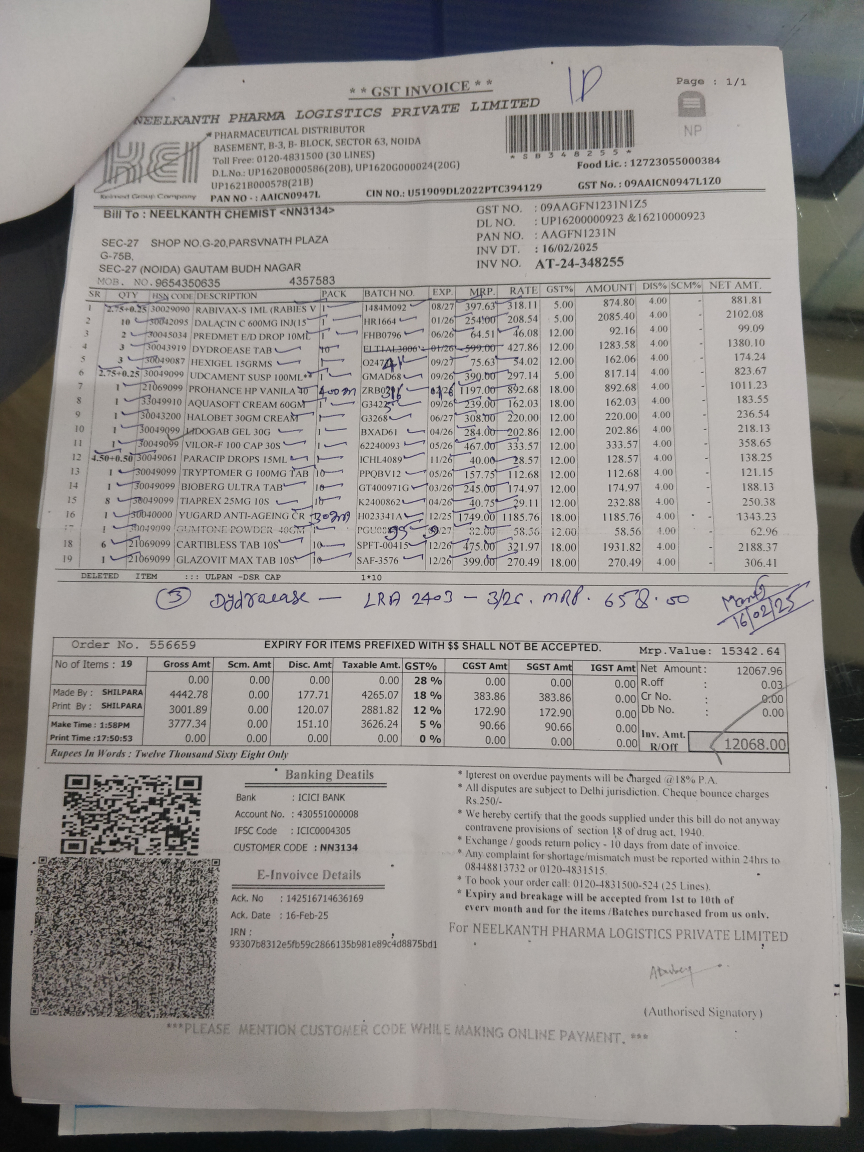 ** GST INVOICE **
1P
Page : 1/1
NEELKANTH PHARMA LOGISTICS PRIVATE LIMITED
NP
PHARMACEUTICAL DISTRIBUTOR
BASEMENT, B-3, B- BLOCK, SECTOR 63, NOIDA
Toll Free: 0120-4831500 (30 LINES)
D.L.No.: UP1620B000586(20B), UP1620G000024(20G)
UP1621B000578(21B)
*SB348255*
Food Lic. : 12723055000384
PAN NO -: AAICN0947L
CIN NO.: U51909DL2022PTC394129
GST No. : 09AAICN0947L1Z0
Group Company
Bill To : NEELKANTH CHEMIST <NN3134>
GST NO. : 09AAGFN1231N1Z5
DL NO. : UP16200000923 &16210000923
PAN NO. : AAGFN1231N
INV DT. : 16/02/2025
INV NO. AT-24-348255
SEC-27 SHOP NO.G-20,PARSVNATH PLAZA
G-75B,
SEC-27 (NOIDA) GAUTAM BUDH NAGAR
MOB. NO.9654350635 4357583
SR QTY HSN CODE DESCRIPTION PACK BATCH NO. EXP. MRP. RATE GST% AMOUNT DIS% SCM% NET AMT.
1 2.75+0.25 30029090 RABIVAX-S 1ML (RABIES V 1 1484M092 08/27 397.63 318.11 5.00 874.80 4.00 - 881.81
2 10 30042095 DALACIN C 600MG INJ(15 1 HR1664 01/26 254.00 208.54 5.00 2085.40 4.00 - 2102.08
3 2 30045034 PREDMET E/D DROP 10ML 1 FHB0796 06/26 64.51 46.08 12.00 92.16 4.00 - 99.09
4 3 30043919 DYDROEASE TAB 10 01/26 599.00 427.86 12.00 1283.58 4.00 - 1380.10
5 3 30049087 HEXIGEL 15GRMS 1 09/27 75.63 54.02 12.00 162.06 4.00 - 174.24
6 2.75+0.25 30049099 UDCAMENT SUSP 100ML 1 GMAD68 09/26 390.00 297.14 5.00 817.14 4.00 - 823.67
7 1 21069099 PROHANCE HP VANILA 40 400m 1197.00 892.68 18.00 892.68 4.00 - 1011.23
8 1 33049910 AQUASOFT CREAM 60GM 1 09/26 239.00 162.03 18.00 162.03 4.00 - 183.55
9 1 30043200 HALOBET 30GM CREAM 1 G3268 06/27 308.00 220.00 12.00 220.00 4.00 - 236.54
10 1 30049099 LIDOGAB GEL 30G 1 BXAD61 04/26 284.00 202.86 12.00 202.86 4.00 - 218.13
11 1 30049099 VILOR-F 100 CAP 30S 1 62240093 05/26 467.00 333.57 12.00 333.57 4.00 - 358.65
12 4.50+0.50 30049061 PARACIP DROPS 15ML 1 ICHL4089 11/26 40.00 28.57 12.00 128.57 4.00 - 138.25
13 1 30049099 TRYPTOMER G 100MG TAB 10 PPQBV12 05/26 157.75 112.68 12.00 112.68 4.00 - 121.15
14 1 30049099 BIOBERG ULTRA TAB 10 GT400971G 03/26 245.00 174.97 12.00 174.97 4.00 - 188.13
15 8 30049099 TIAPREX 25MG 10S 10 K2400862 04/26 40.75 29.11 12.00 232.88 4.00 - 250.38
16 1 30040000 YUGARD ANTI-AGEING CR 30gm H023341A 12/25 1749.00 1185.76 18.00 1185.76 4.00 - 1343.23
17 1 30049099 GUMTONE POWDER 40GM 1 82.00 58.56 12.00 58.56 4.00 - 62.96
18 6 21069099 CARTIBLESS TAB 10S 10 SPFT-00415 12/26 475.00 321.97 18.00 1931.82 4.00 - 2188.37
19 1 21069099 GLAZOVIT MAX TAB 10S 10 SAF-3576 12/26 399.00 270.49 18.00 270.49 4.00 - 306.41
DELETED ITEM ::: ULPAN -DSR CAP 1*10
3 Dydroease - LRA 2403 - 3/26. MRP. 658.00
16/02/25
Order No. 556659 EXPIRY FOR ITEMS PREFIXED WITH $$ SHALL NOT BE ACCEPTED. Mrp.Value: 15342.64
No of Items : 19 Gross Amt Scm. Amt Disc. Amt Taxable Amt. GST% CGST Amt SGST Amt IGST Amt
0.00 0.00 0.00 0.00 28 % 0.00 0.00 0.00
Made By : SHILPARA 4442.78 0.00 177.71 4265.07 18 % 383.86 383.86 0.00
Print By : SHILPARA 3001.89 0.00 120.07 2881.82 12 % 172.90 172.90 0.00
Make Time : 1:58PM 3777.34 0.00 151.10 3626.24 5 % 90.66 90.66 0.00
Print Time :17:50:53 0.00 0.00 0.00 0.00 0 % 0.00 0.00 0.00
Net Amount: 12067.96
R.off : 0.03
Cr No. : 0.00
Db No. : 0.00
Inv. Amt. R/Off 12068.00
Rupees In Words : Twelve Thousand Sixty Eight Only
Banking Deatils
Bank : ICICI BANK
Account No. : 430551000008
IFSC Code : ICIC0004305
CUSTOMER CODE : NN3134
E-Invoivce Details
Ack. No : 142516714636169
Ack. Date : 16-Feb-25
IRN :
93307b8312e5fb59c2866135b981e89c4d8875bd1
* Interest on overdue payments will be charged @18% P.A.
* All disputes are subject to Delhi jurisdiction. Cheque bounce charges
Rs.250/-
* We hereby certify that the goods supplied under this bill do not anyway
contravene provisions of section 18 of drug act, 1940.
* Exchange / goods return policy - 10 days from date of invoice.
* Any complaint for shortage/mismatch must be reported within 24hrs to
08448813732 or 0120-4831515.
* To book your order call: 0120-4831500-524 (25 Lines).
* Expiry and breakage will be accepted from 1st to 10th of
every month and for the items /Batches purchased from us only.
For NEELKANTH PHARMA LOGISTICS PRIVATE LIMITED
(Authorised Signatory)
***PLEASE MENTION CUSTOMER CODE WHILE MAKING ONLINE PAYMENT. ***